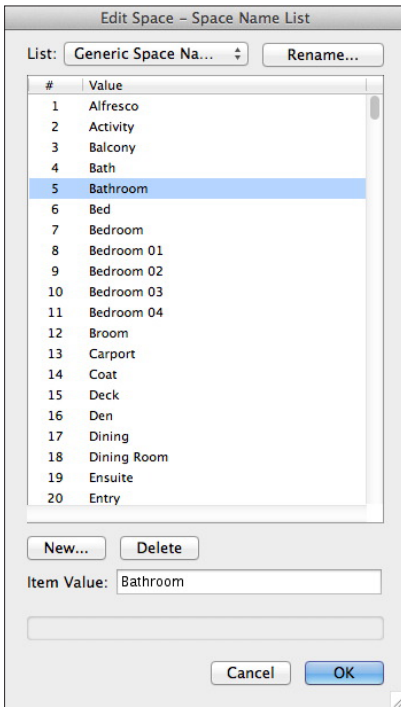 Edit Space – Space Name List
List: Generic Space Na... Rename...
# Value
1 Alfresco
2 Activity
3 Balcony
4 Bath
5 Bathroom
6 Bed
7 Bedroom
8 Bedroom 01
9 Bedroom 02
10 Bedroom 03
11 Bedroom 04
12 Broom
13 Carport
14 Coat
15 Deck
16 Den
17 Dining
18 Dining Room
19 Ensuite
20 Entry
New... Delete
Item Value: Bathroom
Cancel OK